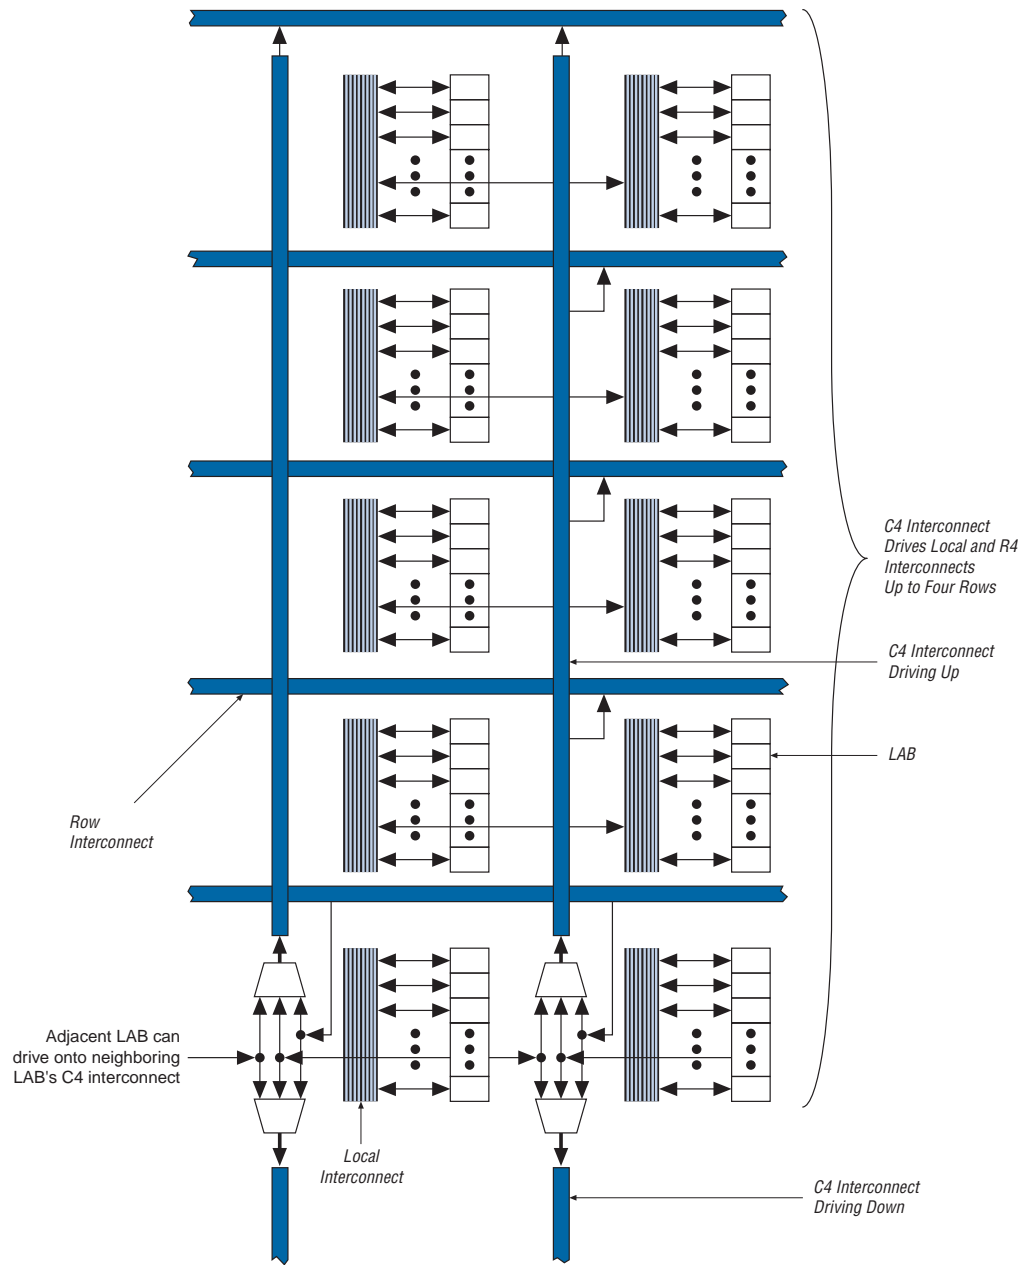 C4 Interconnect
Drives Local and R4
Interconnects
Up to Four Rows
C4 Interconnect
Driving Up
LAB
Row
Interconnect
Adjacent LAB can
drive onto neighboring
LAB's C4 interconnect
Local
Interconnect
C4 Interconnect
Driving Down